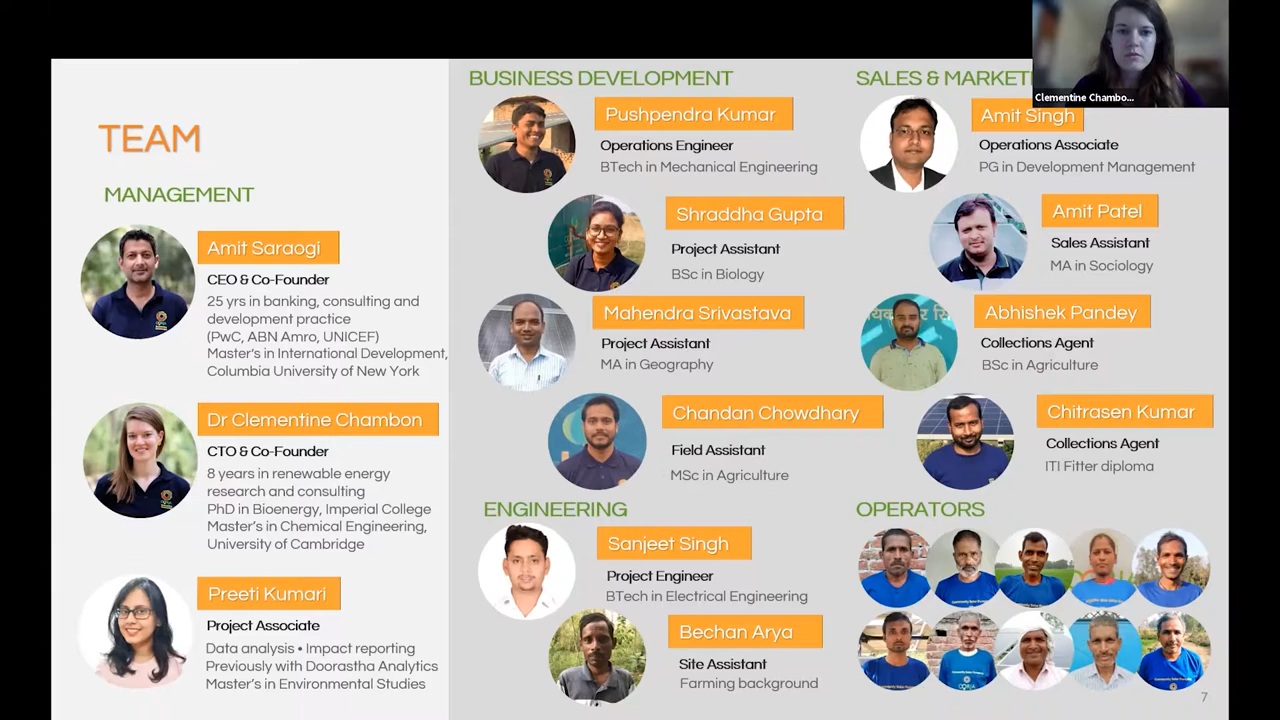 TEAM
MANAGEMENT
Amit Saraogi
CEO & Co-Founder
25 yrs in banking, consulting and
development practice
(PwC, ABN Amro, UNICEF)
Master's in International Development,
Columbia University of New York
Dr Clementine Chambon
CTO & Co-Founder
8 years in renewable energy
research and consulting
PhD in Bioenergy, Imperial College
Master's in Chemical Engineering,
University of Cambridge
Preeti Kumari
Project Associate
Data analysis • Impact reporting
Previously with Doorastha Analytics
Master's in Environmental Studies
BUSINESS DEVELOPMENT
Pushpendra Kumar
Operations Engineer
BTech in Mechanical Engineering
Shraddha Gupta
Project Assistant
BSc in Biology
Mahendra Srivastava
Project Assistant
MA in Geography
Chandan Chowdhary
Field Assistant
MSc in Agriculture
ENGINEERING
Sanjeet Singh
Project Engineer
BTech in Electrical Engineering
Bechan Arya
Site Assistant
Farming background
SALES & MARKETI
Clementine Chambo...
Amit Singh
Operations Associate
PG in Development Management
Amit Patel
Sales Assistant
MA in Sociology
Abhishek Pandey
Collections Agent
BSc in Agriculture
Chitrasen Kumar
Collections Agent
ITI Fitter diploma
OPERATORS
7